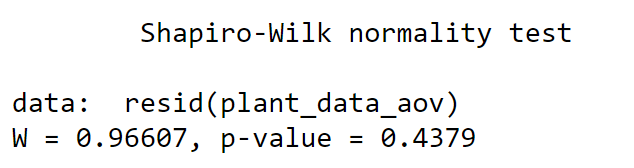 Shapiro-Wilk normality test
data:  resid(plant_data_aov)
W = 0.96607, p-value = 0.4379